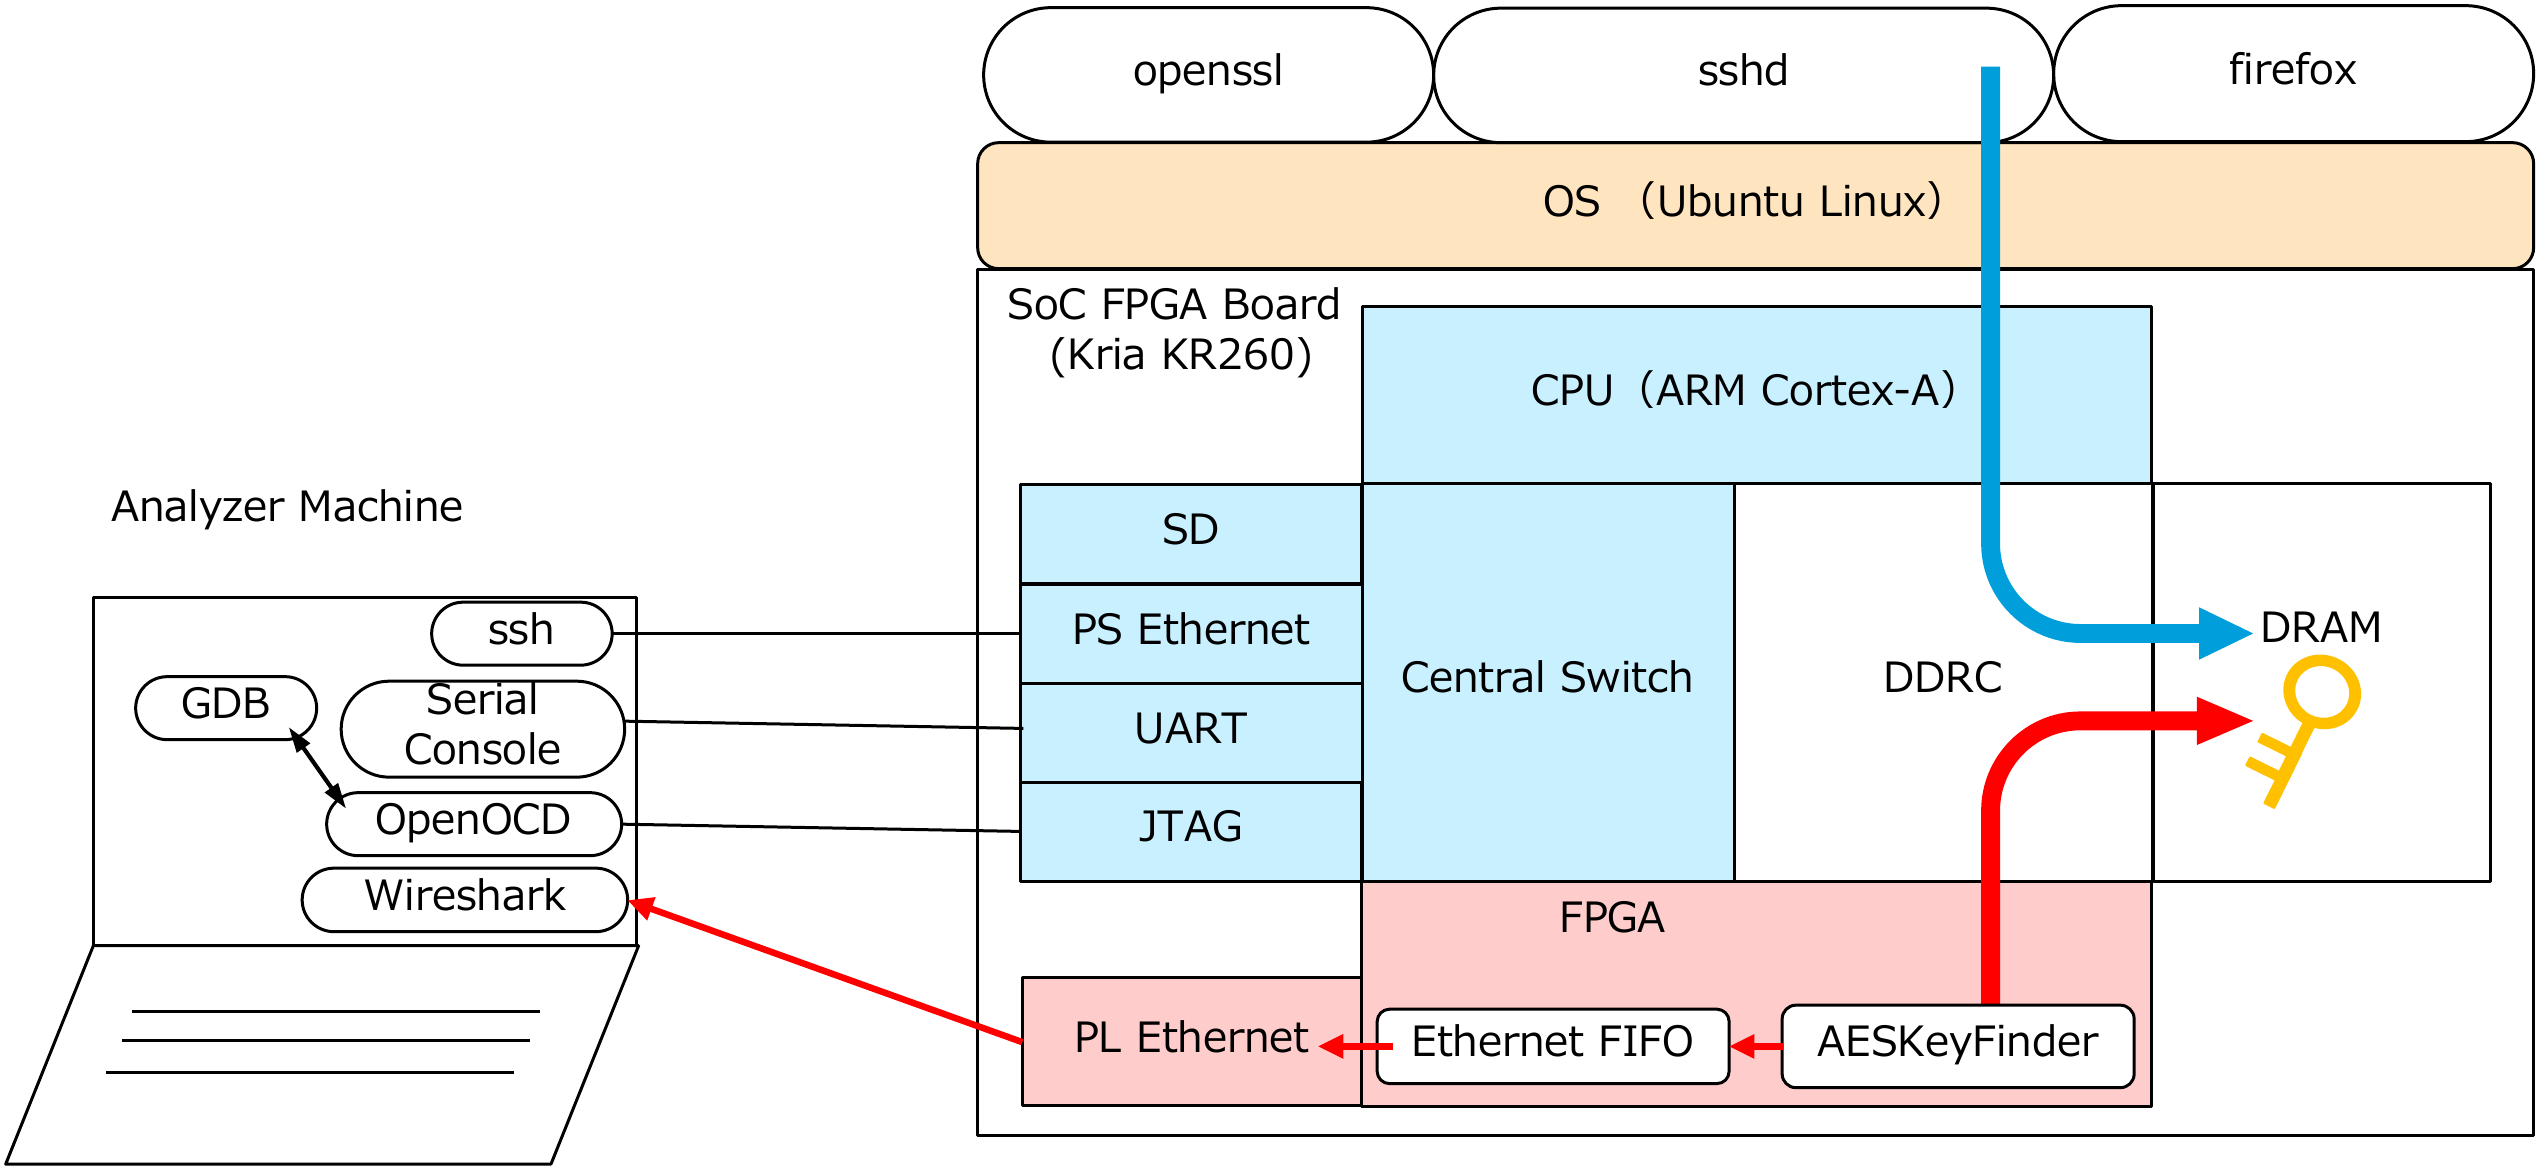 openssl
sshd
firefox
OS （Ubuntu Linux）
SoC FPGA Board
(Kria KR260)
CPU（ARM Cortex-A）
Analyzer Machine
SD
ssh
PS Ethernet
DRAM
GDB
Serial
Console
UART
Central Switch
DDRC
OpenOCD
JTAG
Wireshark
FPGA
PL Ethernet
Ethernet FIFO
AESKeyFinder